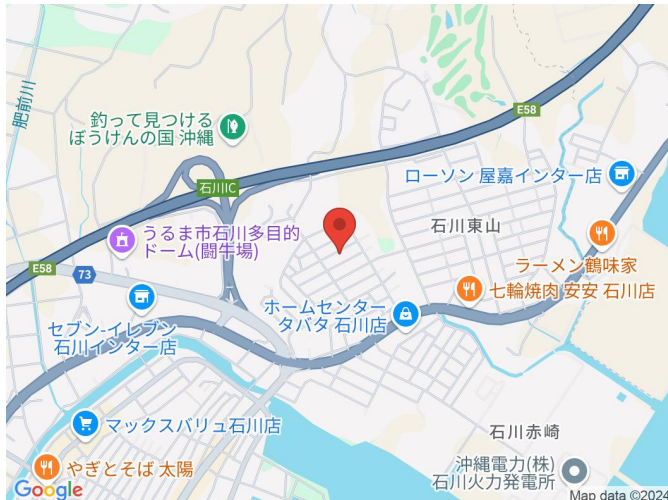 肥前川
釣って見つける
ぼうけんの国 沖縄
E58
石川IC
ローソン 屋嘉インター店
うるま市石川多目的
ドーム(闘牛場)
石川東山
ラーメン鶴味家
E58
73
七輪焼肉 安安 石川店
ホームセンター
タバタ 石川店
セブン-イレブン
石川インター店
マックスバリュ石川店
石川赤崎
やぎとそば 太陽
沖縄電力(株)
石川火力発電所
Google
Map data ©2024